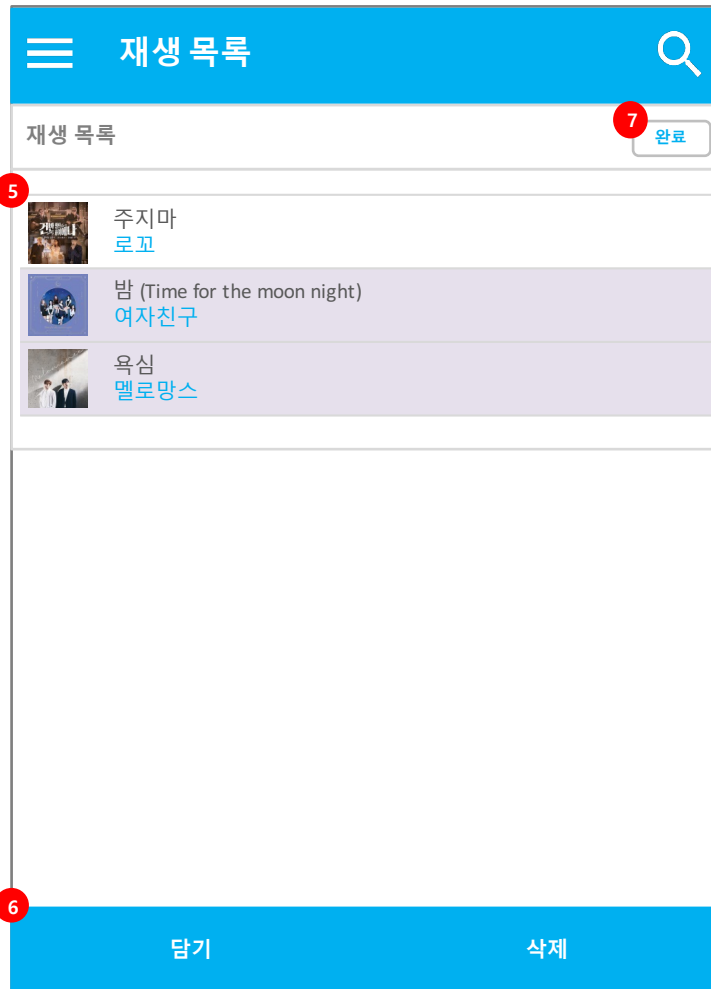 재생 목록
재생 목록
7
완료
5
주지마
로꼬
밤 (Time for the moon night)
여자친구
욕심
멜로망스
6
담기
삭제